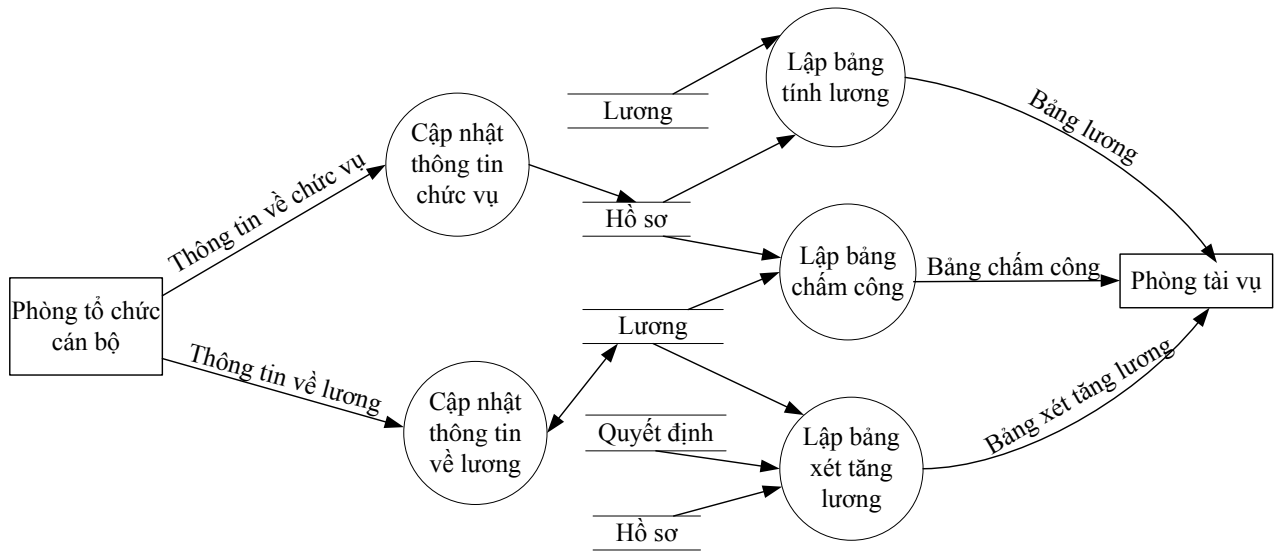 Lập bảng
tính lương
Lương
Bảng lương
Cập nhật
thông tin
chức vụ
Thông tin về chức vụ
Hồ sơ
Lập bảng
chấm công
Bảng chấm công
Phòng tài vụ
Phòng tổ chức
cán bộ
Lương
Thông tin về lương
Cập nhật
thông tin
về lương
Quyết định
Lập bảng
xét tăng
lương
Bảng xét tăng lương
Hồ sơ